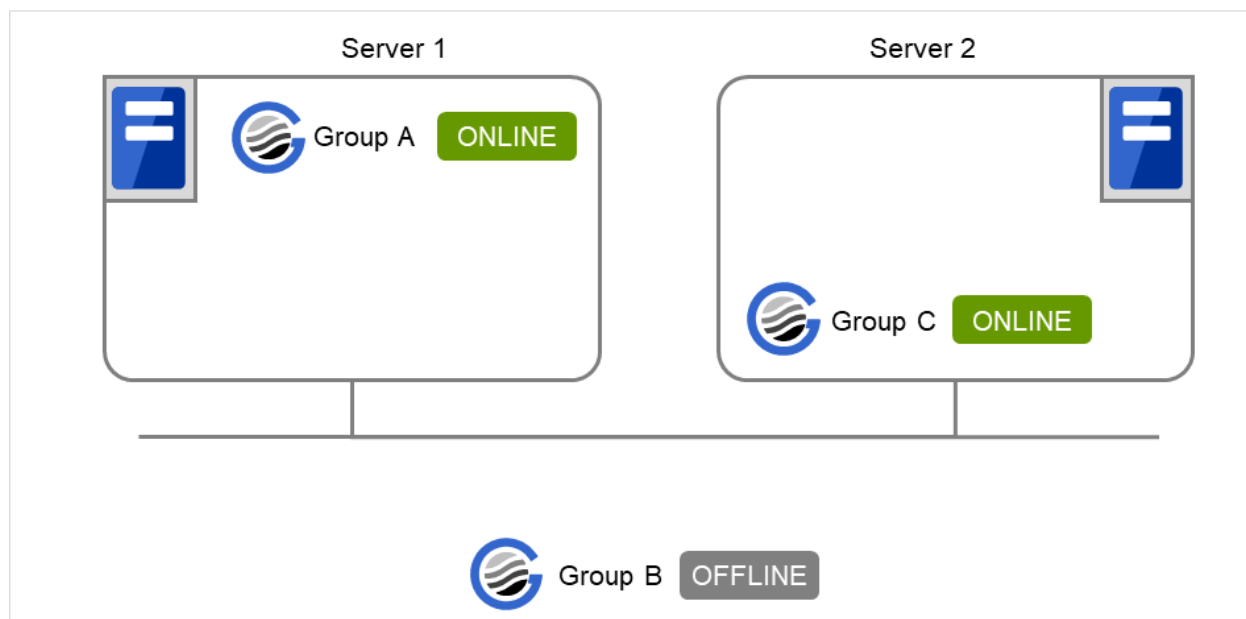 Server 1
Server 2
Group A ONLINE
Group C ONLINE
Group B OFFLINE